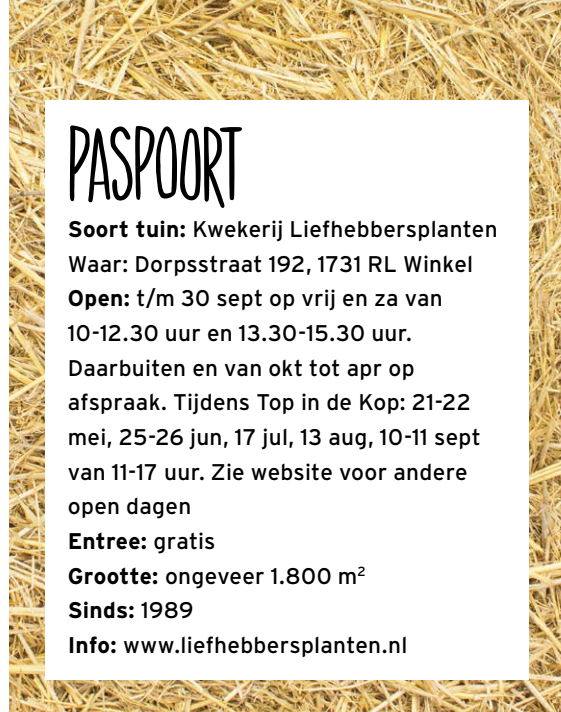 PASPOORT
Soort tuin: Kwekerij Liefhebbersplanten
Waar: Dorpsstraat 192, 1731 RL Winkel
Open: t/m 30 sept op vrij en za van
10-12.30 uur en 13.30-15.30 uur.
Daarbuiten en van okt tot apr op
afspraak. Tijdens Top in de Kop: 21-22
mei, 25-26 jun, 17 jul, 13 aug, 10-11 sept
van 11-17 uur. Zie website voor andere
open dagen
Entree: gratis
Grootte: ongeveer 1.800 m²
Sinds: 1989
Info: www.liefhebbersplanten.nl